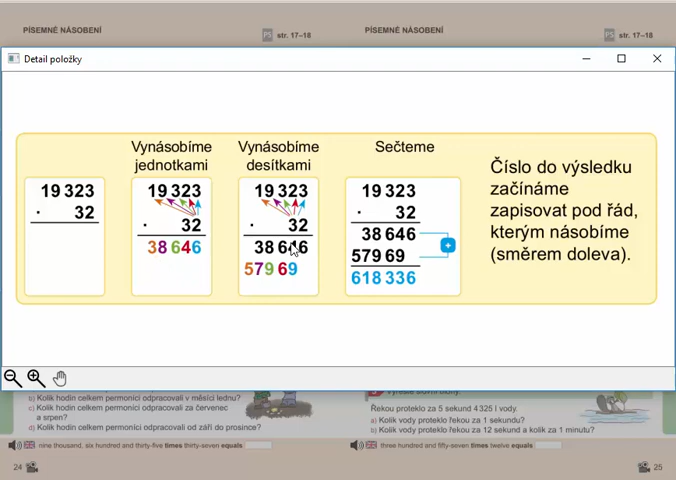 PÍSEMNÉ NÁSOBENÍ
str. 17–18
PÍSEMNÉ NÁSOBENÍ
str. 17–18
Detail položky
19 323
· 32
Vynásobíme
jednotkami
19 323
· 32
38 646
Vynásobíme
desítkami
19 323
· 32
38 646
579 69
Sečteme
19 323
· 32
38 646
579 69
618 336
+
Číslo do výsledku
začínáme
zapisovat pod řád,
kterým násobíme
(směrem doleva).
b) Kolik hodin celkem permoníci odpracovali v měsíci lednu?
c) Kolik hodin celkem permoníci odpracovali za červenec
a srpen?
d) Kolik hodin celkem permoníci odpracovali od září do prosince?
nine thousand, six hundred and thirty-five times thirty-seven equals
24
Řekou proteklo za 5 sekund 4 325 l vody.
a) Kolik vody proteklo řekou za 1 sekundu?
b) Kolik vody proteklo řekou za 12 sekund a kolik za 1 minutu?
three hundred and fifty-seven times twelve equals
25